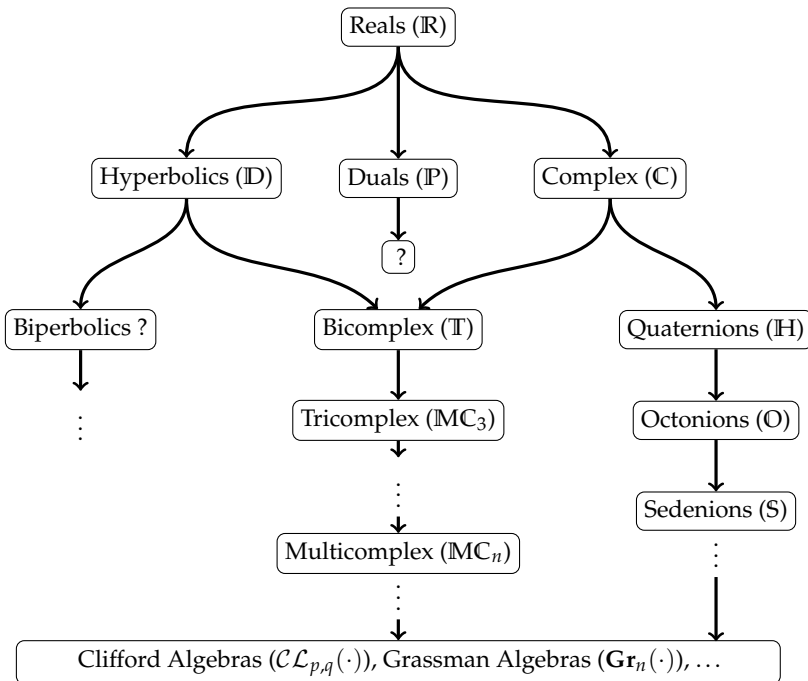 Reals (ℝ)
Hyperbolics (𝔻)
Duals (ℙ)
Complex (ℂ)
?
Biperbolics ?
Bicomplex (𝕋)
Quaternions (ℍ)
⋮
Tricomplex (𝕄ℂ₃)
Octonions (𝕆)
⋮
Sedenions (𝕊)
Multicomplex (𝕄ℂₙ)
⋮
⋮
Clifford Algebras (𝒞ℒ_{p,q}(·)), Grassman Algebras (𝐆𝐫ₙ(·)), …